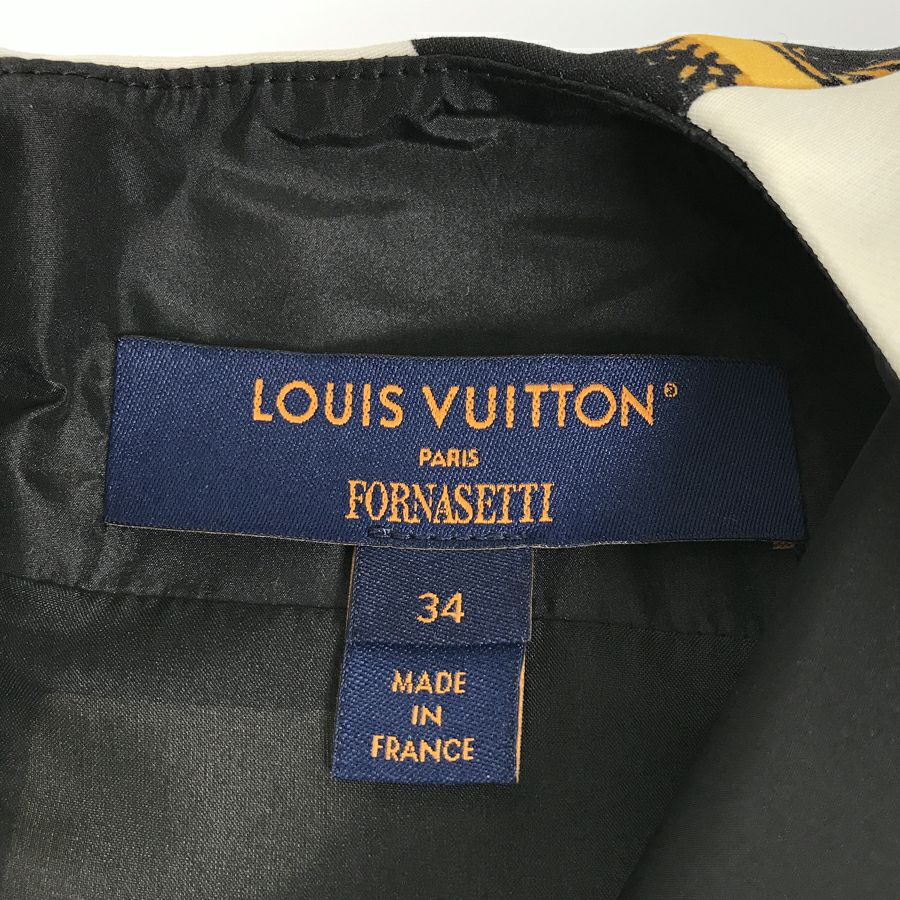 LOUIS VUITTON®
PARIS
FORNASETTI
34
MADE
IN
FRANCE